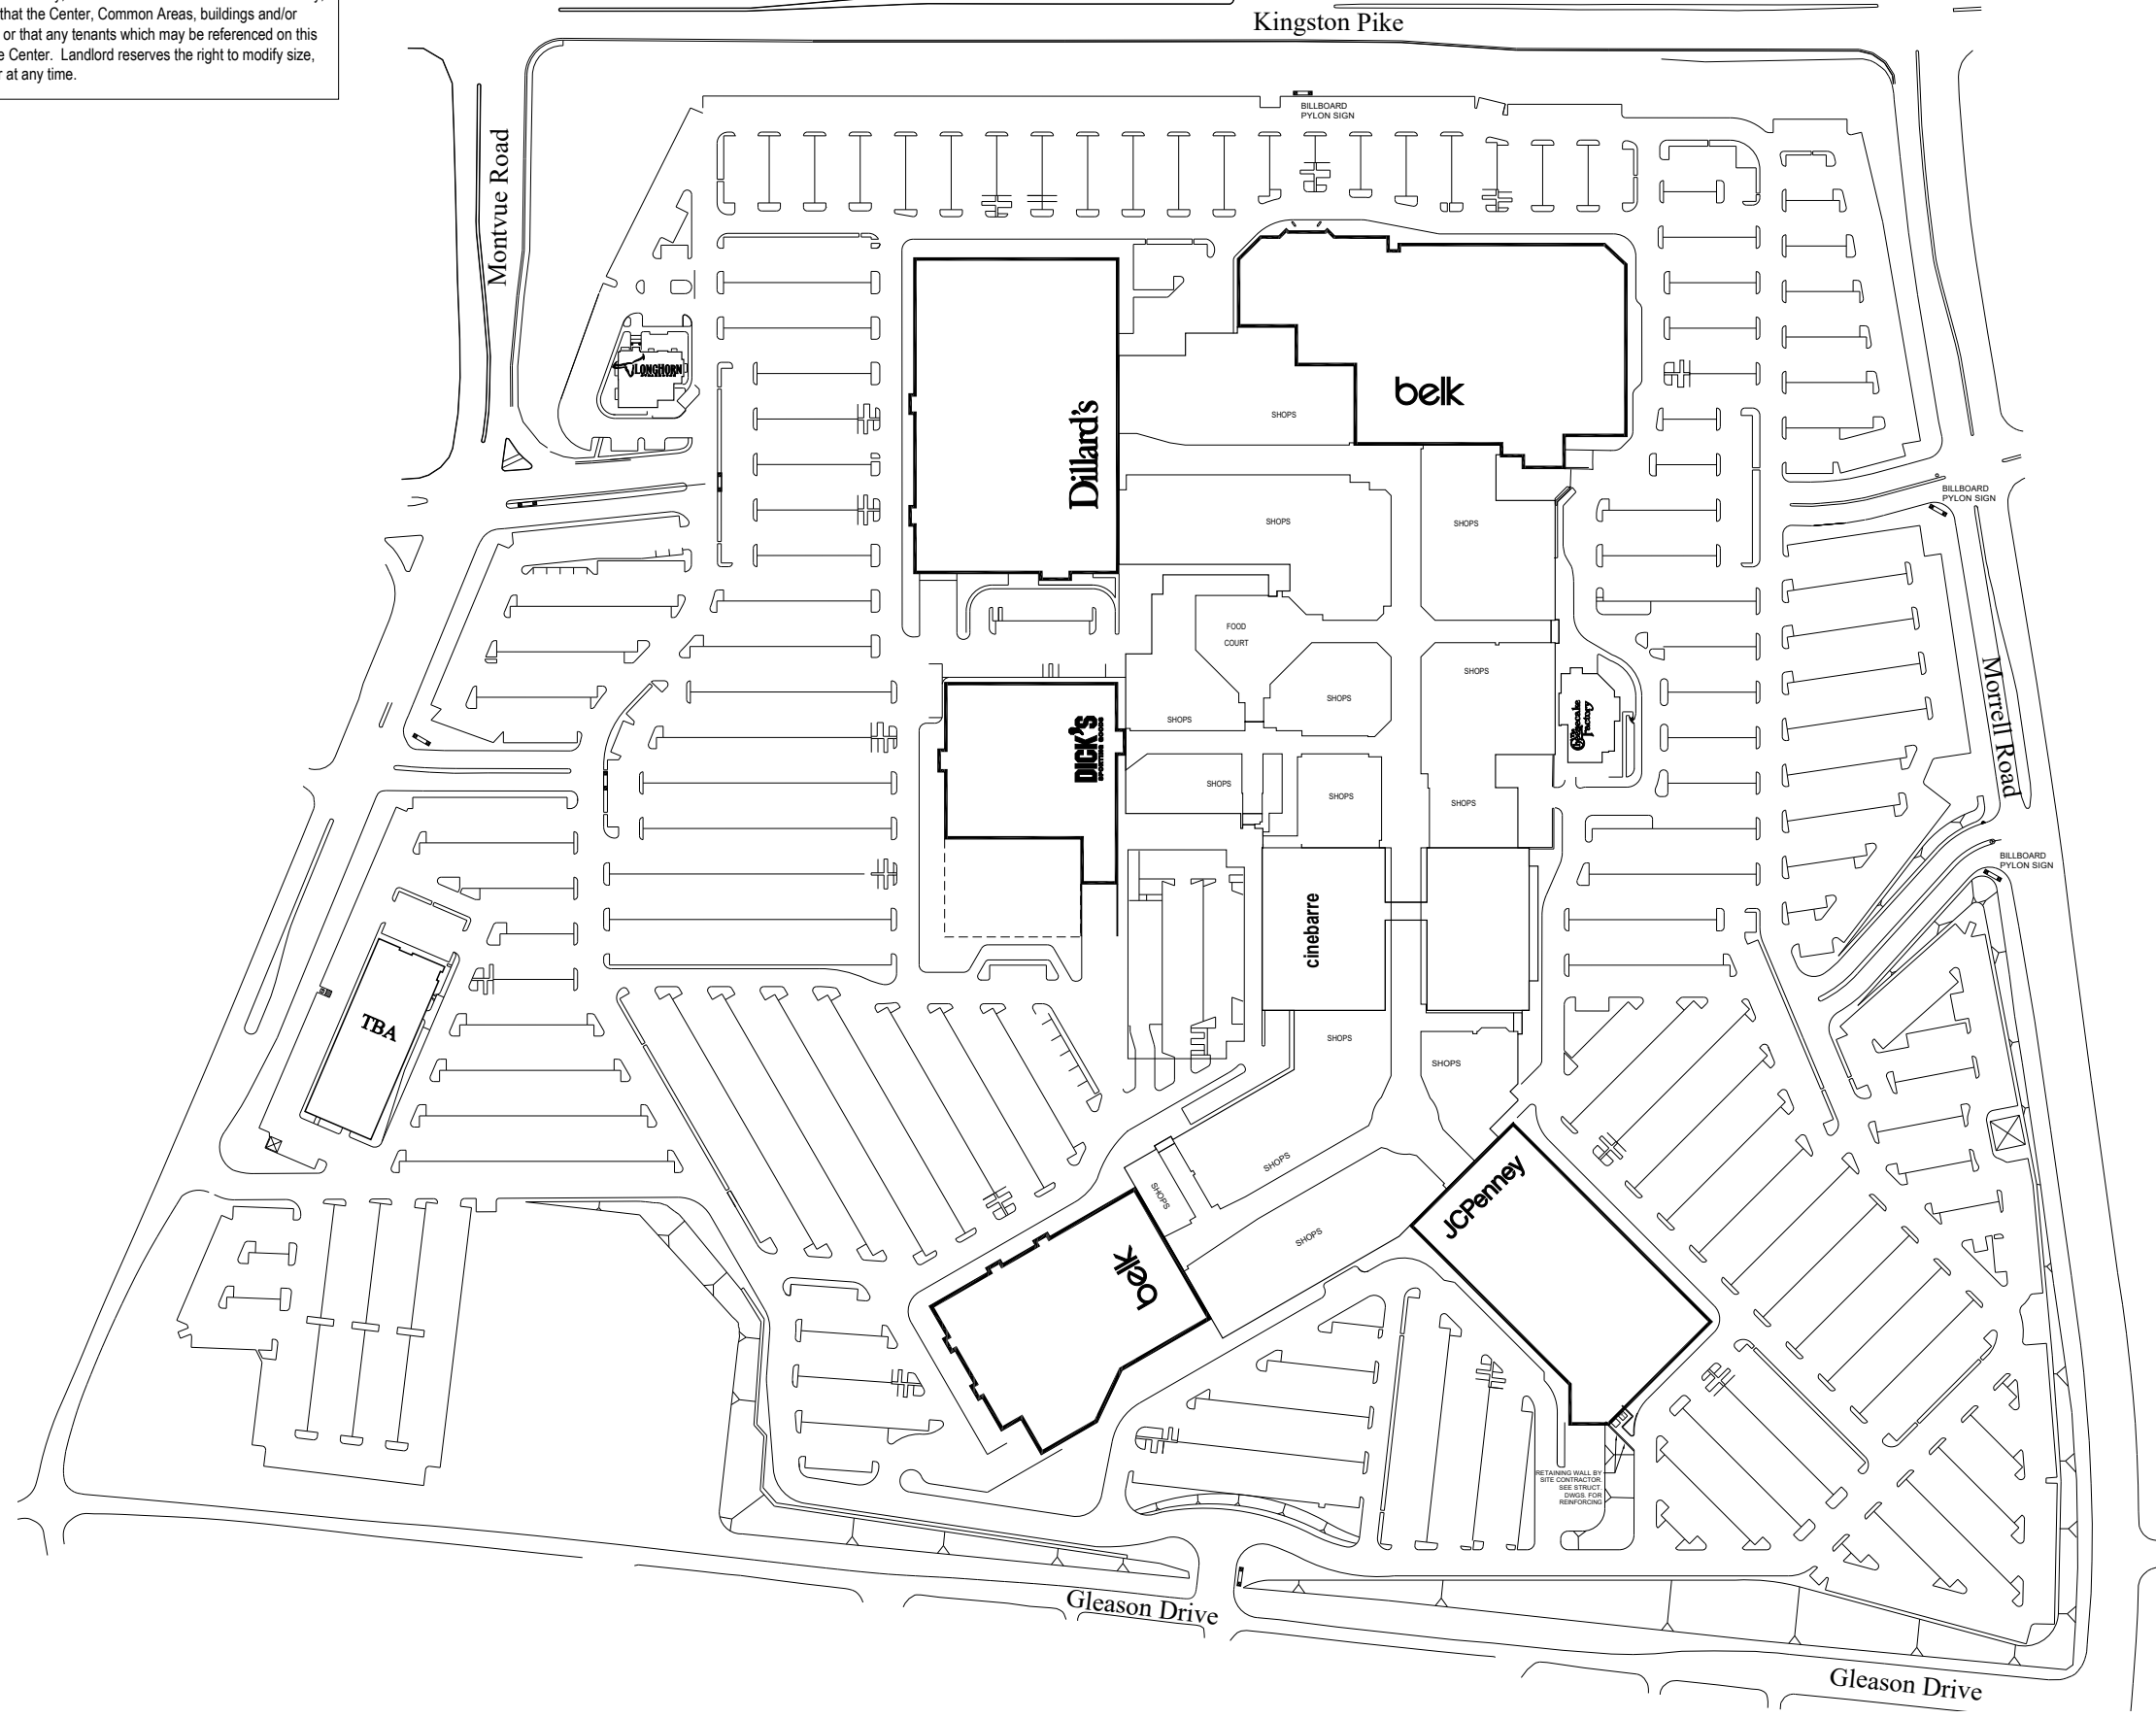 that the Center, Common Areas, buildings and/or
or that any tenants which may be referenced on this
e Center. Landlord reserves the right to modify size,
r at any time.
Kingston Pike
BILLBOARD
PYLON SIGN
Montvue Road
LONGHORN
belk
Dillard's
SHOPS
BILLBOARD
PYLON SIGN
SHOPS
SHOPS
FOOD
COURT
SHOPS
SHOPS
SHOPS
Cheesecake
Factory
Morrell Road
DICK'S
SPORTING GOODS
SHOPS
SHOPS
SHOPS
BILLBOARD
PYLON SIGN
cinebarre
TBA
SHOPS
SHOPS
SHOPS
SHOPS
SHOPS
JCPenney
belk
RETAINING WALL BY
SITE CONTRACTOR.
SEE STRUCT.
DWGS. FOR
REINFORCING
Gleason Drive
Gleason Drive